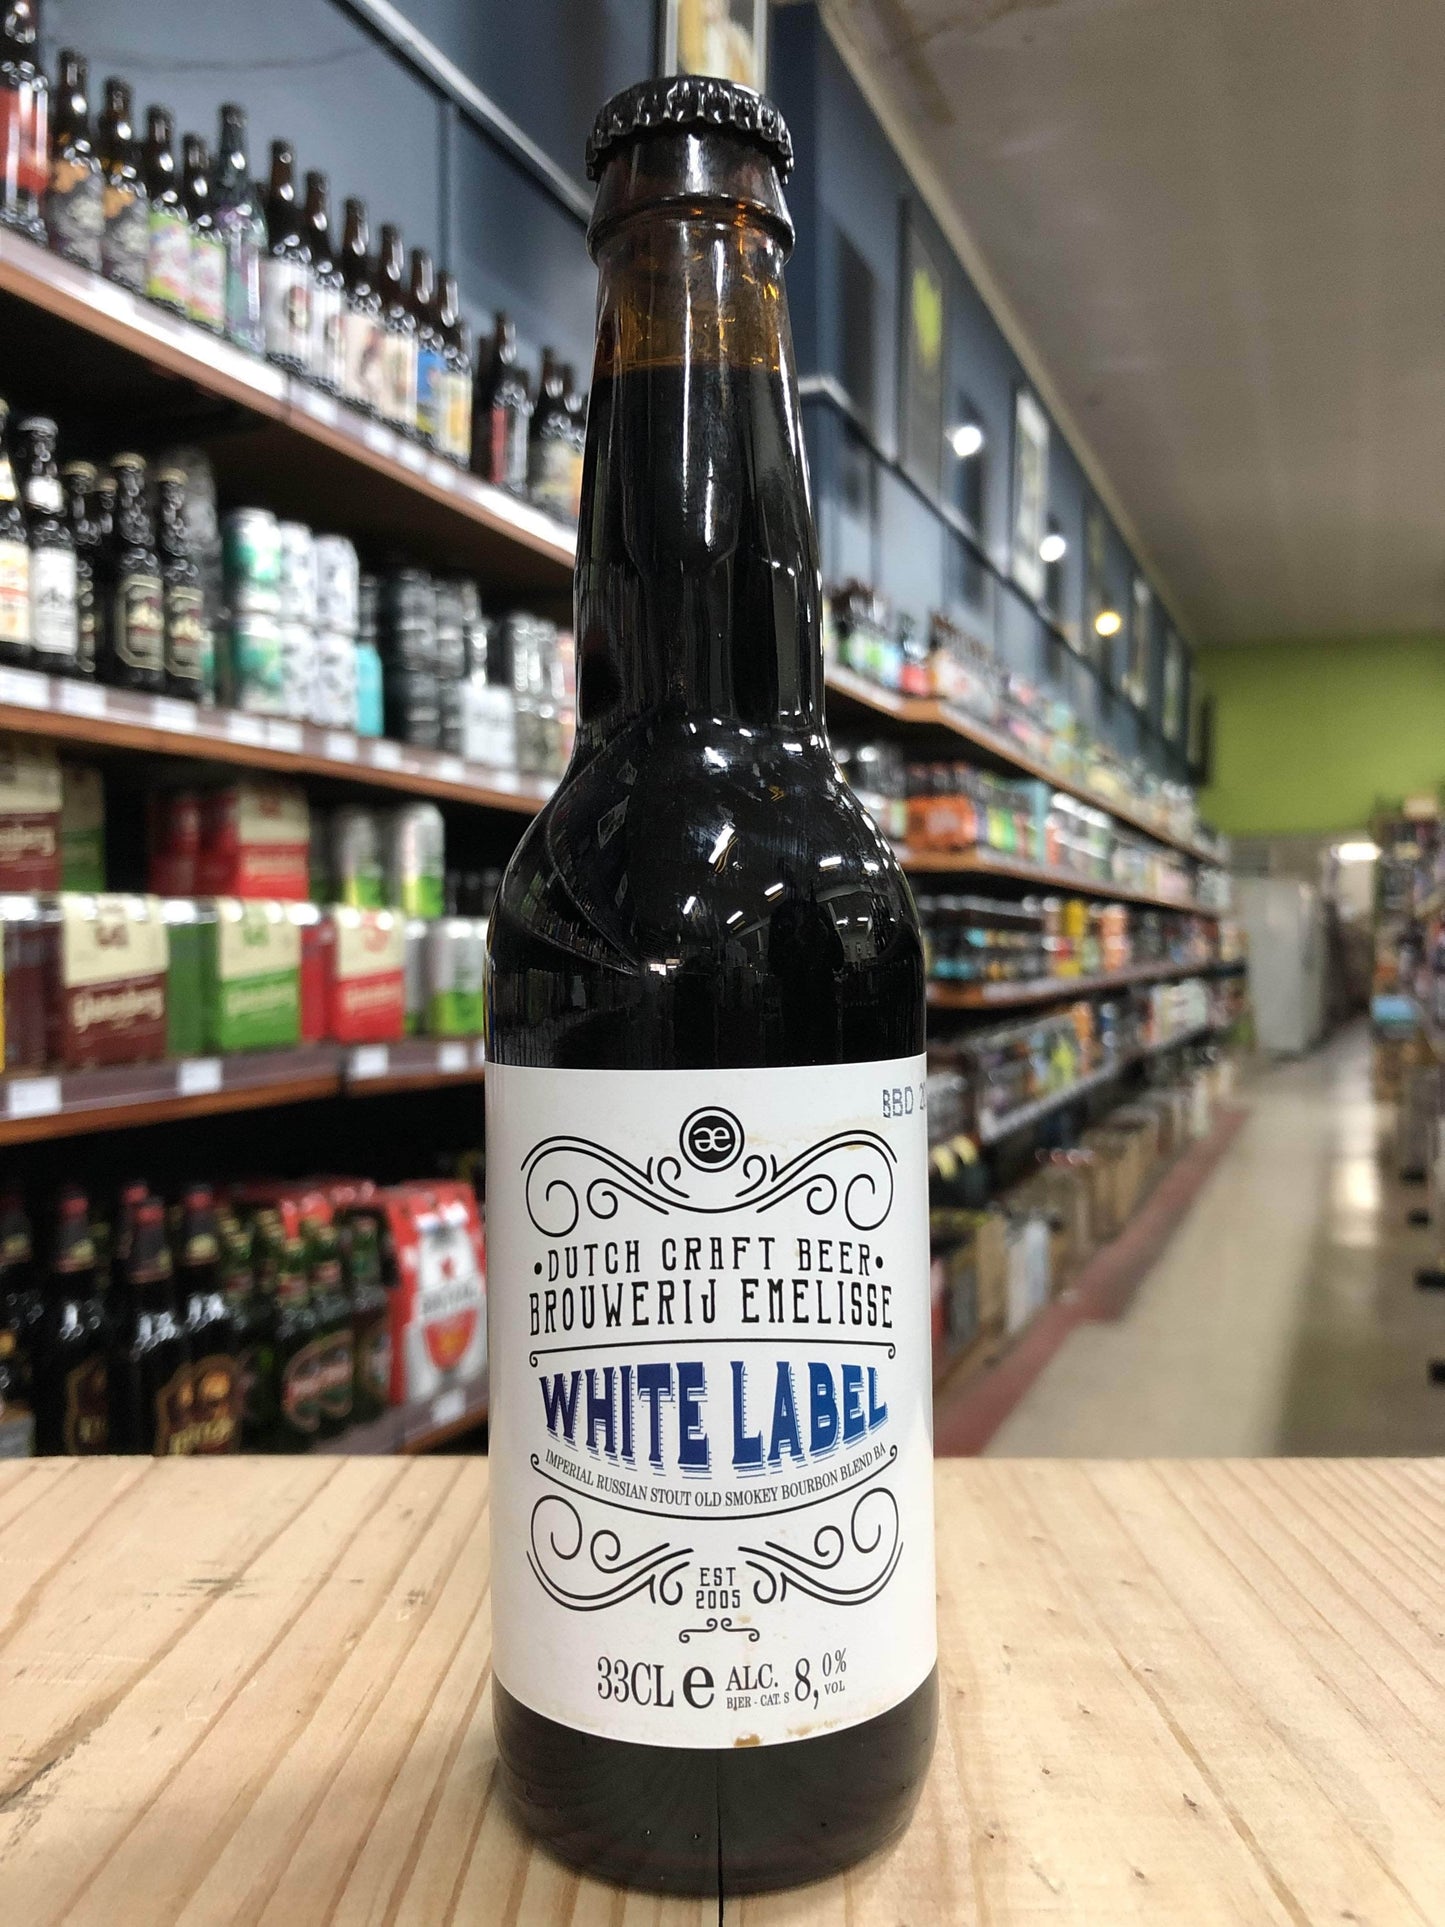 BBD
æ
•DUTCH CRAFT BEER•
BROUWERIJ EMELISSE
WHITE LABEL
IMPERIAL RUSSIAN STOUT OLD SMOKEY BOURBON BLEND BA
EST
2005
33CL e ALC. 8,0%
BIER - CAT. S VOL